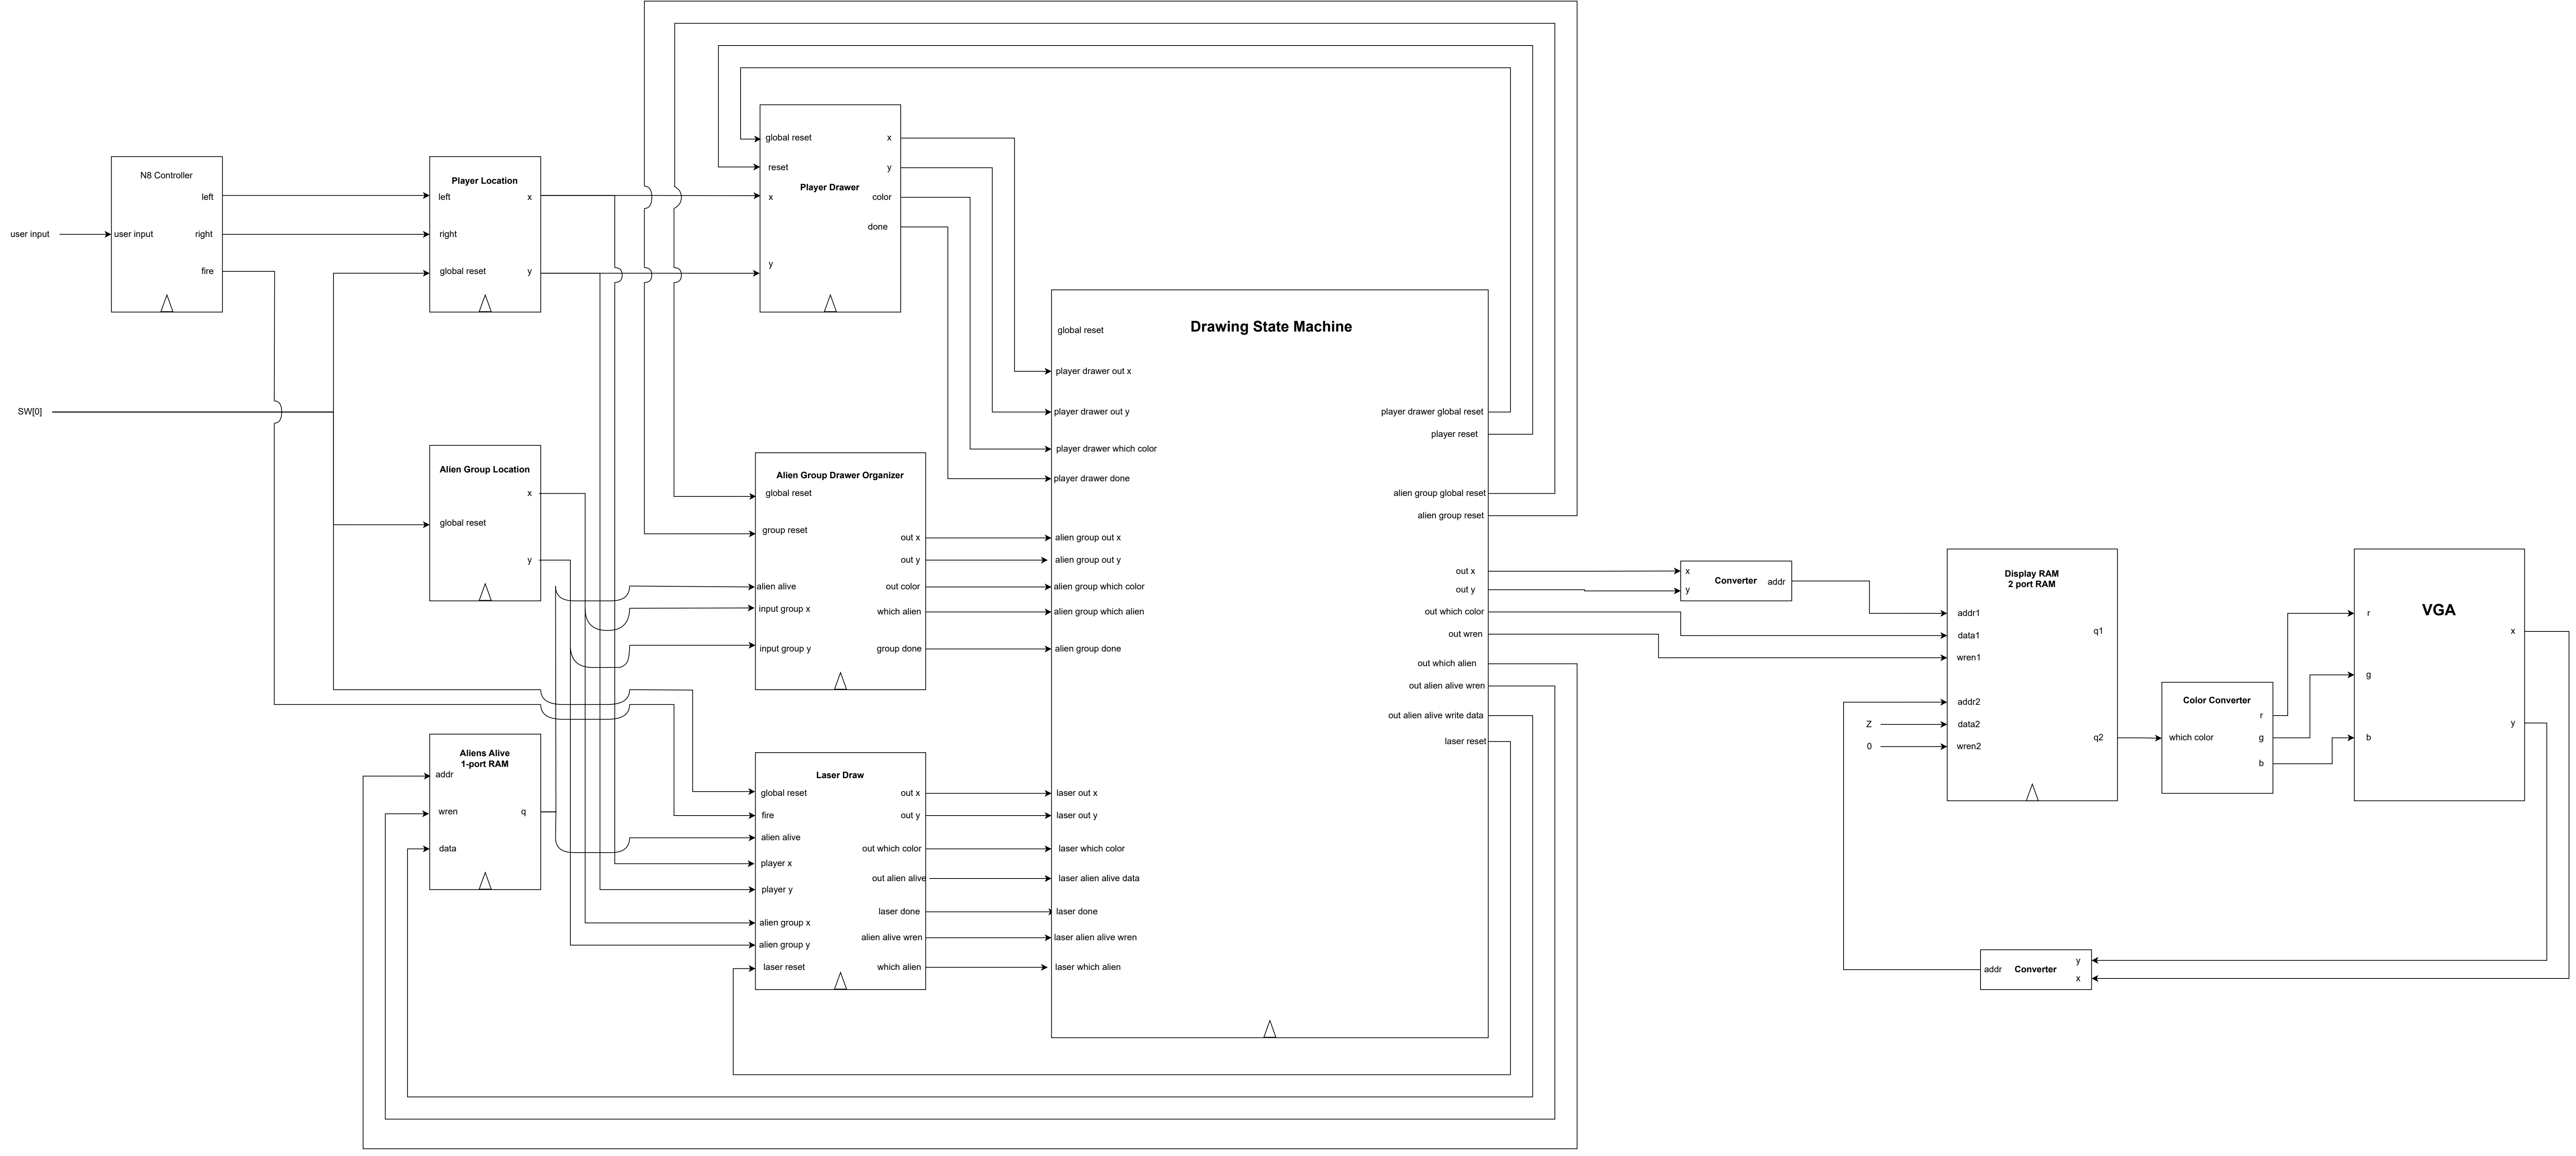 user input
SW[0]
N8 Controller
user input
left
right
fire
Player Location
left
right
global reset
x
y
Player Drawer
global reset
reset
x
y
x
y
color
done
Alien Group Location
global reset
x
y
Alien Group Drawer Organizer
global reset
group reset
alien alive
input group x
input group y
out x
out y
out color
which alien
group done
Aliens Alive
1-port RAM
addr
wren
data
q
Laser Draw
global reset
fire
alien alive
player x
player y
alien group x
alien group y
laser reset
out x
out y
out which color
out alien alive
laser done
alien alive wren
which alien
Drawing State Machine
global reset
player drawer out x
player drawer out y
player drawer which color
player drawer done
alien group out x
alien group out y
alien group which color
alien group which alien
alien group done
laser out x
laser out y
laser which color
laser alien alive data
laser done
laser alien alive wren
laser which alien
player drawer global reset
player reset
alien group global reset
alien group reset
out x
out y
out which color
out wren
out which alien
out alien alive wren
out alien alive write data
laser reset
x
y
Converter
addr
Display RAM
2 port RAM
addr1
data1
wren1
addr2
data2
wren2
Z
0
q1
q2
Color Converter
which color
r
g
b
VGA
r
g
b
x
y
addr
Converter
y
x